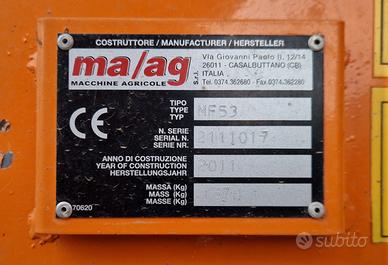 COSTRUTTORE / MANUFACTURER / HERSTELLER
ma/ag
MACCHINE AGRICOLE
S.r.l.
Via Giovanni Paolo II, 12/14
26011 - CASALBUTTANO (CR)
ITALIA
Tel. 0374.362680 - Fax.0374.362280
CE
TIPO
TYPE
TYP
MF53
N. SERIE
SERIAL N.
SERIE NR.
2111017
ANNO DI COSTRUZIONE
YEAR OF CONSTRUCTION
HERSTELLUNGSJAHR
2011
MASSA (Kg)
MASS (Kg)
MASSE (Kg)
70620
subito